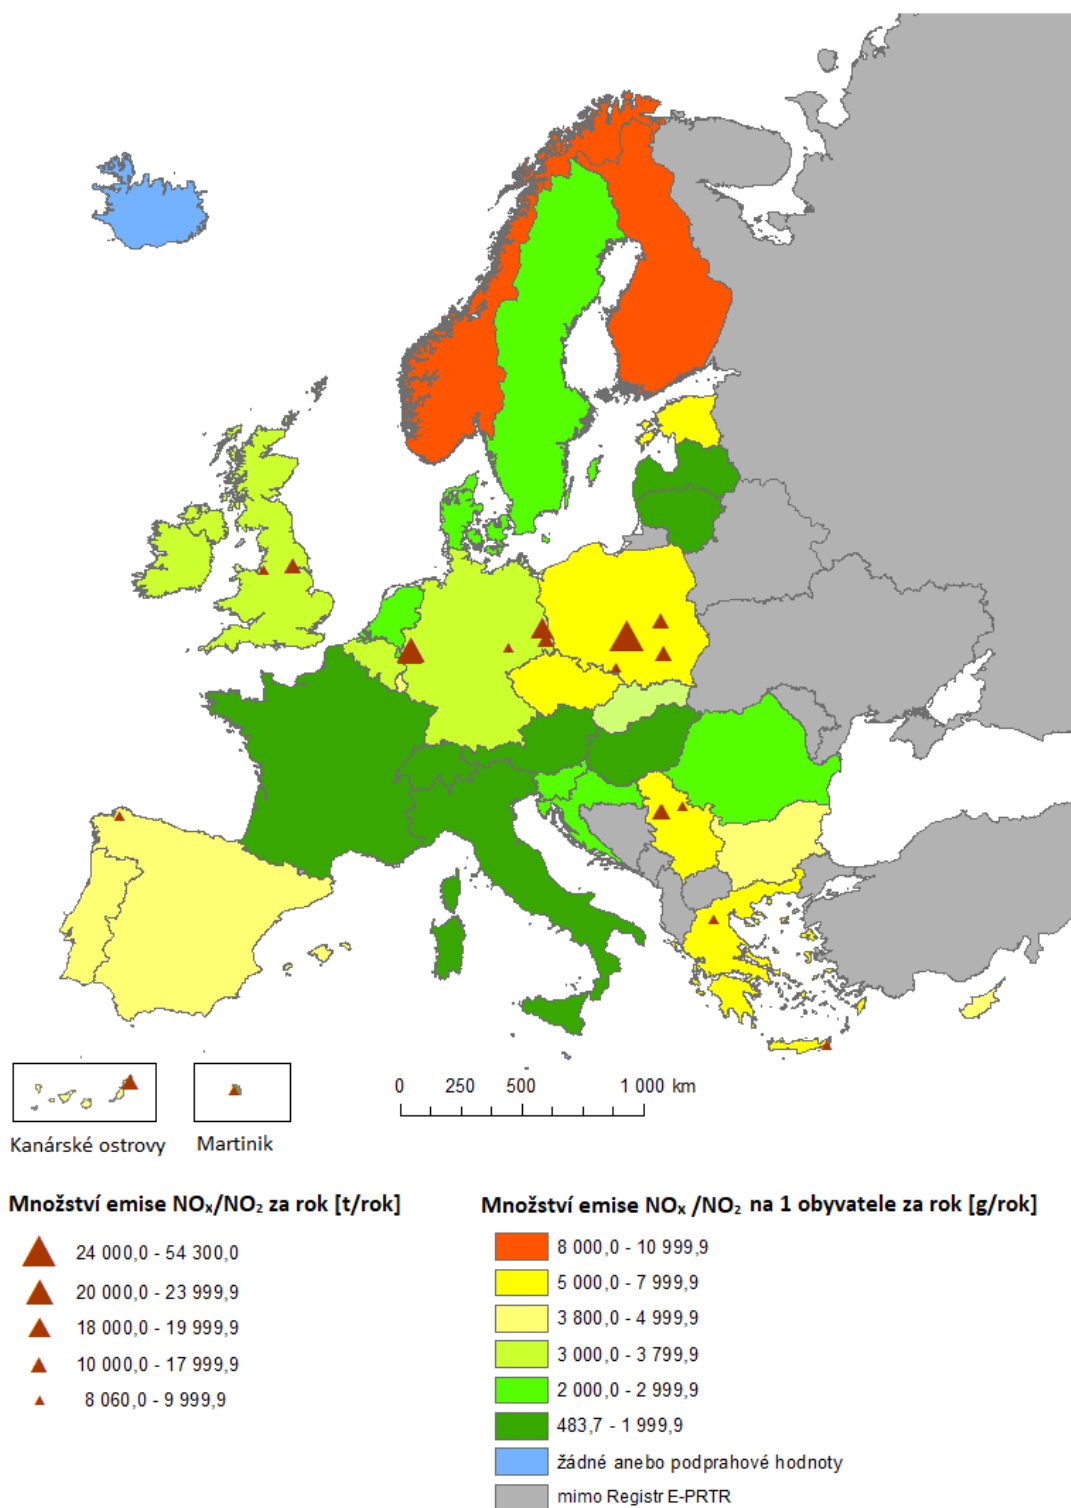 0 250 500 1 000 km
Kanárské ostrovy
Martinik
Množství emise NOₓ/NO₂ za rok [t/rok]
24 000,0 - 54 300,0
20 000,0 - 23 999,9
18 000,0 - 19 999,9
10 000,0 - 17 999,9
8 060,0 - 9 999,9
Množství emise NOₓ /NO₂ na 1 obyvatele za rok [g/rok]
8 000,0 - 10 999,9
5 000,0 - 7 999,9
3 800,0 - 4 999,9
3 000,0 - 3 799,9
2 000,0 - 2 999,9
483,7 - 1 999,9
žádné anebo podprahové hodnoty
mimo Registr E-PRTR